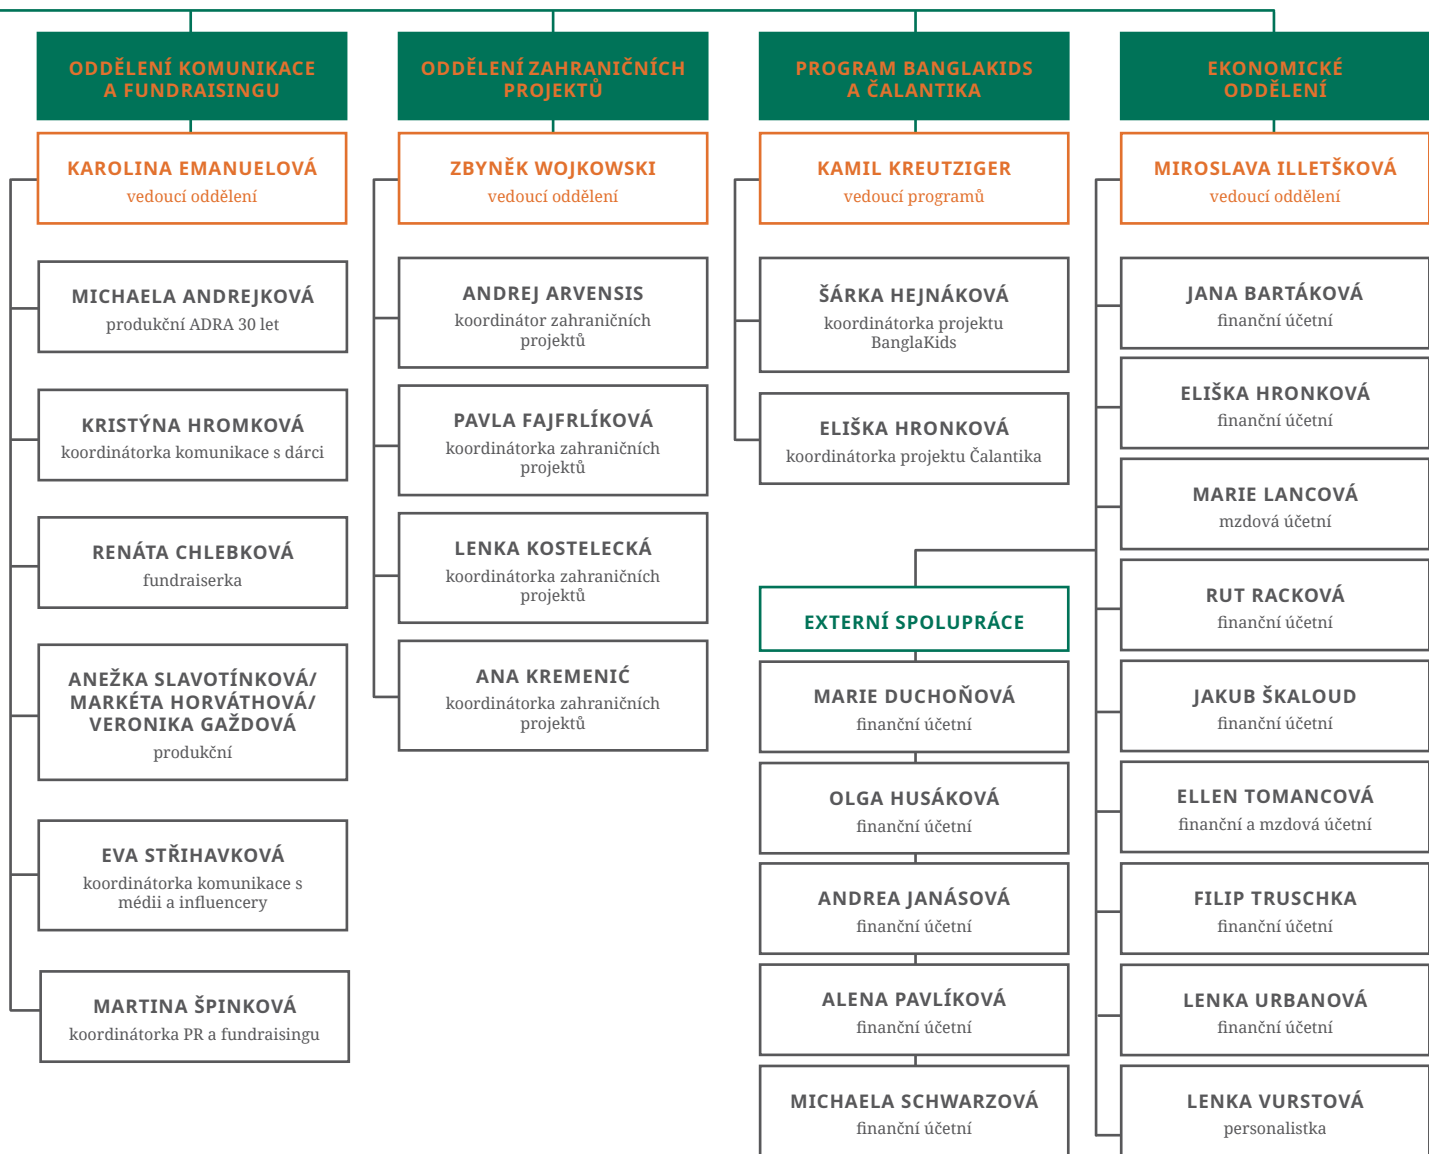 ODDĚLENÍ KOMUNIKACE
A FUNDRAISINGU
KAROLINA EMANUELOVÁ
vedoucí oddělení
MICHAELA ANDREJKOVÁ
produkční ADRA 30 let
KRISTÝNA HROMKOVÁ
koordinátorka komunikace s dárci
RENÁTA CHLEBKOVÁ
fundraiserka
ANEŽKA SLAVOTÍNKOVÁ/
MARKÉTA HORVÁTHOVÁ/
VERONIKA GAŽDOVÁ
produkční
EVA STŘIHAVKOVÁ
koordinátorka komunikace s
médii a influencery
MARTINA ŠPINKOVÁ
koordinátorka PR a fundraisingu
ODDĚLENÍ ZAHRANIČNÍCH
PROJEKTŮ
ZBYNĚK WOJKOWSKI
vedoucí oddělení
ANDREJ ARVENSIS
koordinátor zahraničních
projektů
PAVLA FAJFRLÍKOVÁ
koordinátorka zahraničních
projektů
LENKA KOSTELECKÁ
koordinátorka zahraničních
projektů
ANA KREMENIĆ
koordinátorka zahraničních
projektů
PROGRAM BANGLAKIDS
A ČALANTIKA
KAMIL KREUTZIGER
vedoucí programů
ŠÁRKA HEJNÁKOVÁ
koordinátorka projektu
BanglaKids
ELIŠKA HRONKOVÁ
koordinátorka projektu Čalantika
EXTERNÍ SPOLUPRÁCE
MARIE DUCHOŇOVÁ
finanční účetní
OLGA HUSÁKOVÁ
finanční účetní
ANDREA JANÁSOVÁ
finanční účetní
ALENA PAVLÍKOVÁ
finanční účetní
MICHAELA SCHWARZOVÁ
finanční účetní
EKONOMICKÉ
ODDĚLENÍ
MIROSLAVA ILLETŠKOVÁ
vedoucí oddělení
JANA BARTÁKOVÁ
finanční účetní
ELIŠKA HRONKOVÁ
finanční účetní
MARIE LANCOVÁ
mzdová účetní
RUT RACKOVÁ
finanční účetní
JAKUB ŠKALOUD
finanční účetní
ELLEN TOMANCOVÁ
finanční a mzdová účetní
FILIP TRUSCHKA
finanční účetní
LENKA URBANOVÁ
finanční účetní
LENKA VURSTOVÁ
personalistka